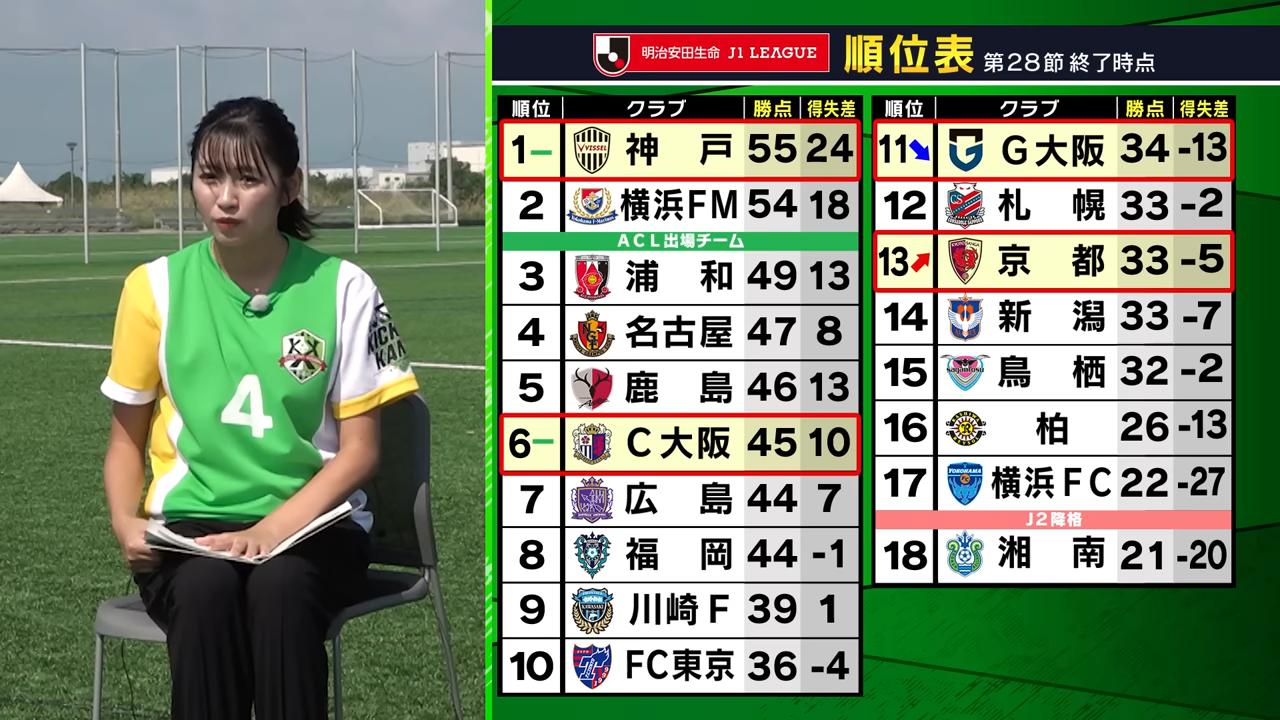 明治安田生命 J1 LEAGUE 順位表 第28節 終了時点
順位 クラブ 勝点 得失差
1 神戸 55 24
2 横浜FM 54 18
ACL出場チーム
3 浦和 49 13
4 名古屋 47 8
5 鹿島 46 13
6 C大阪 45 10
7 広島 44 7
8 福岡 44 -1
9 川崎F 39 1
10 FC東京 36 -4
順位 クラブ 勝点 得失差
11 G大阪 34 -13
12 札幌 33 -2
13 京都 33 -5
14 新潟 33 -7
15 鳥栖 32 -2
16 柏 26 -13
17 横浜FC 22 -27
J2降格
18 湘南 21 -20
4
VISSEL
sagantosu
YOKOHAMA
KAWASAKI